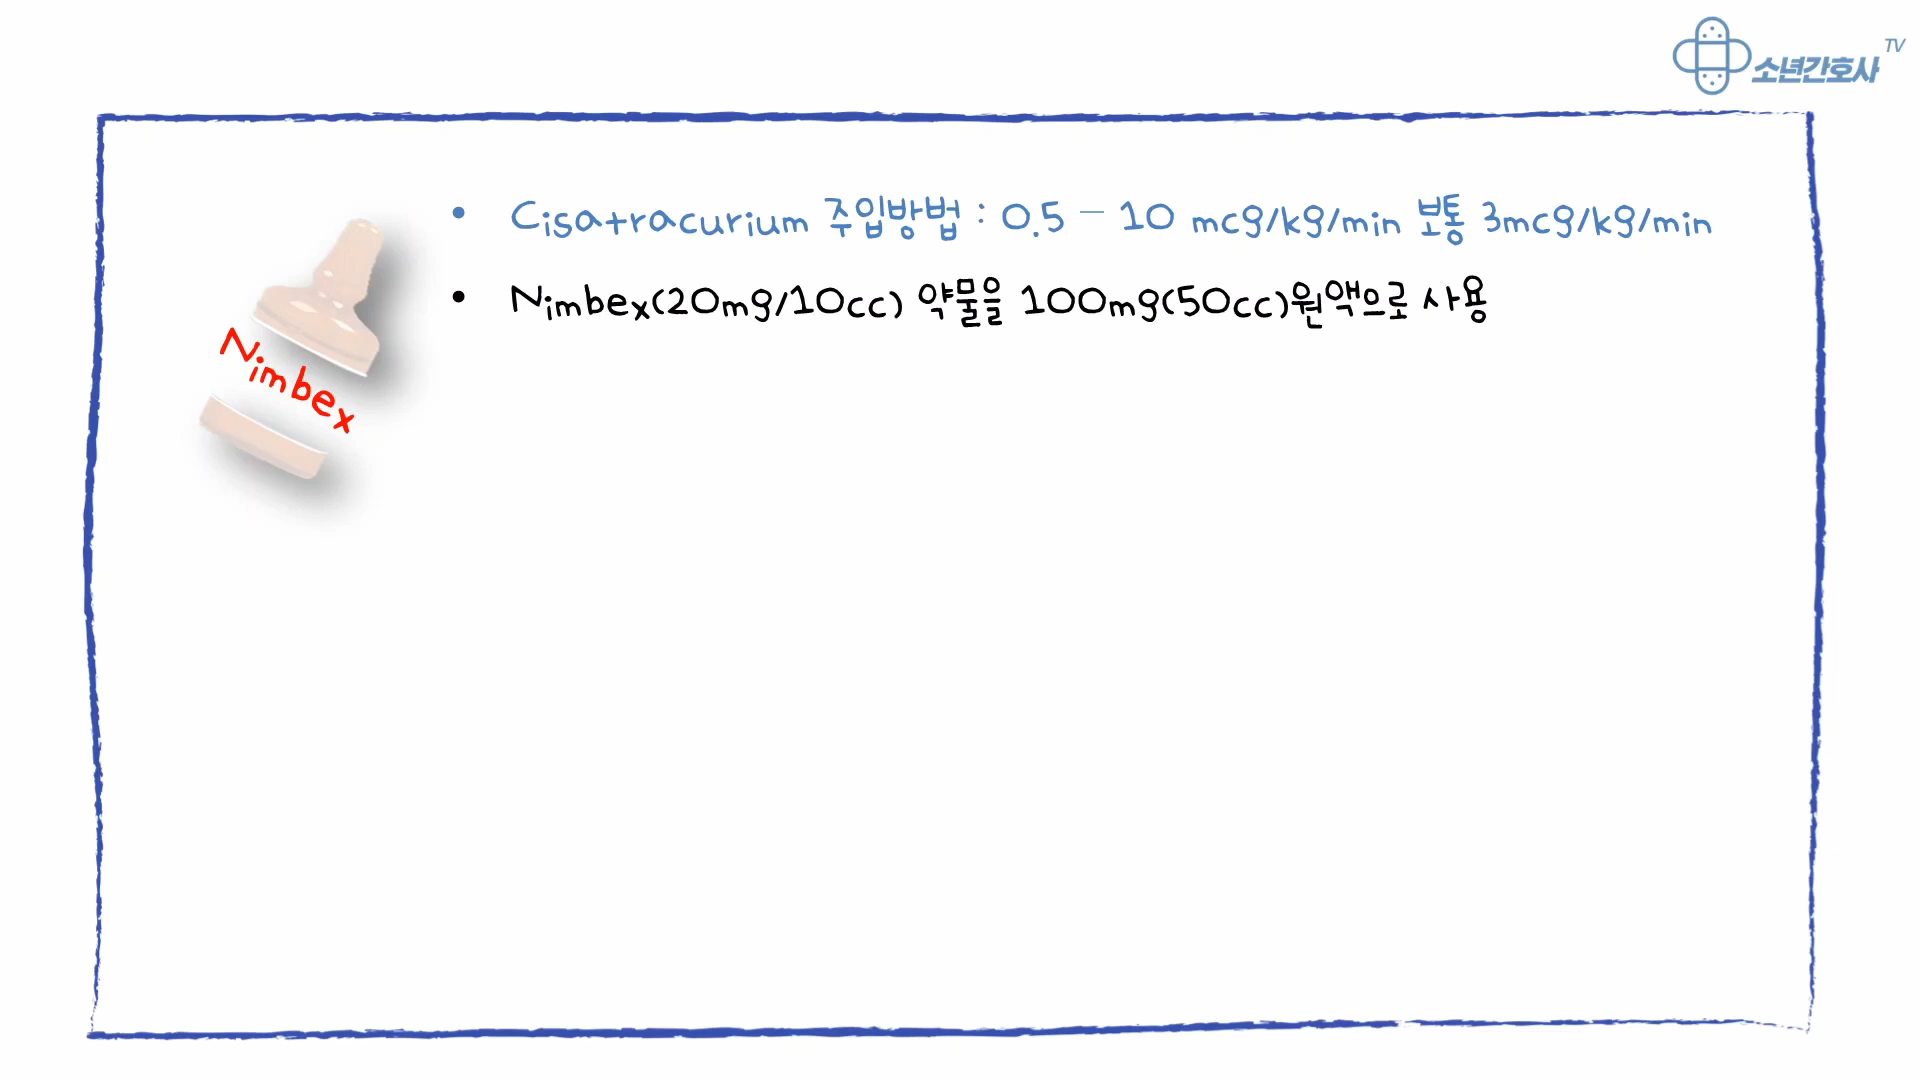 소년간호사 TV
• Cisatracurium 주입방법 : 0.5 – 10 mcg/kg/min 보통 3mcg/kg/min
• Nimbex(20mg/10cc) 약물을 100mg(50cc)원액으로 사용
Nimbex